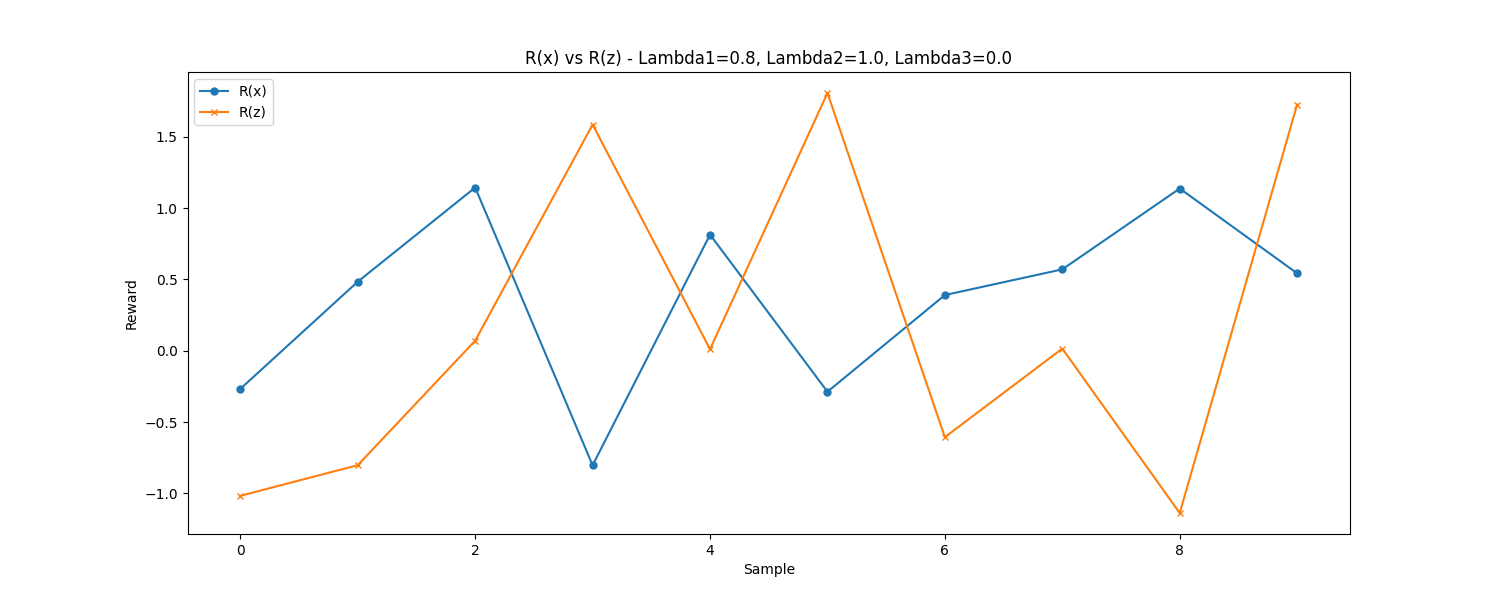 R(x) vs R(z) - Lambda1=0.8, Lambda2=1.0, Lambda3=0.0
R(x)
R(z)
1.5
1.0
0.5
0.0
−0.5
−1.0
Reward
0 2 4 6 8
Sample